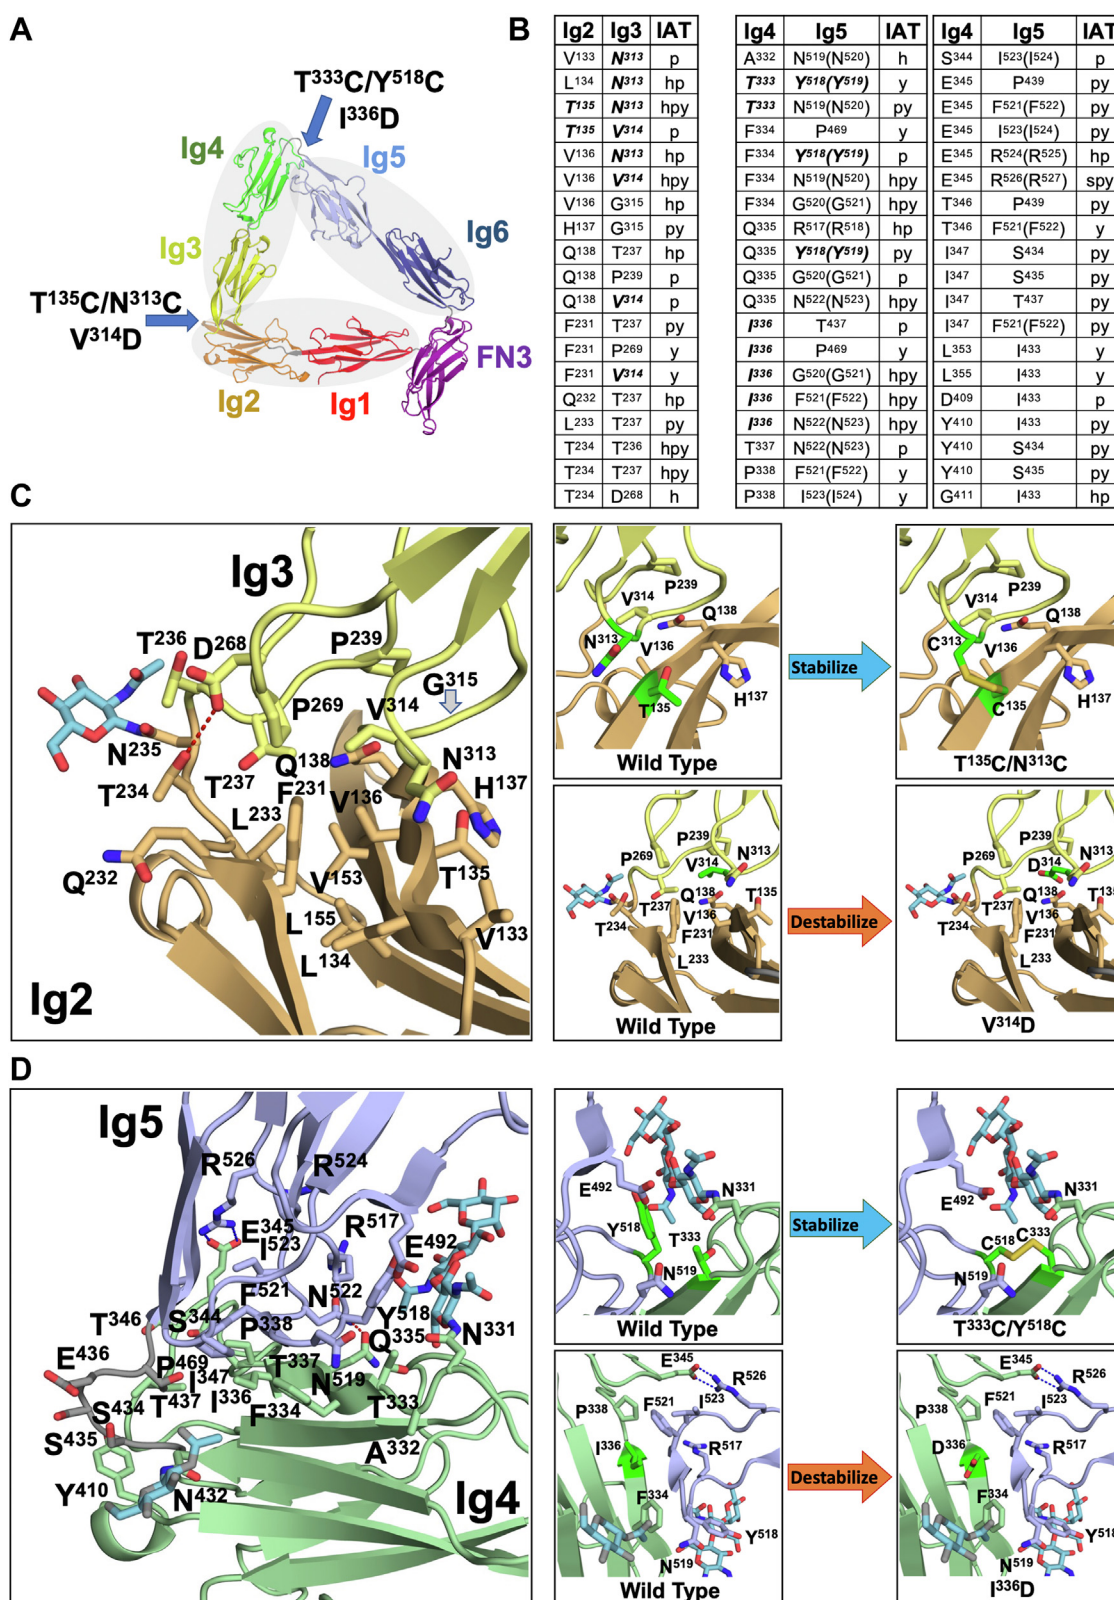 A
T333C/Y518C
I336D
Ig4
Ig5
Ig3
Ig6
T135C/N313C
V314D
FN3
Ig2
Ig1
B
Ig2 Ig3 IAT
V133 N313 p
L134 N313 hp
T135 N313 hpy
T135 V314 p
V136 N313 hp
V136 V314 hpy
V136 G315 hp
H137 G315 py
Q138 T237 hp
Q138 P239 p
Q138 V314 p
F231 T237 py
F231 P269 y
F231 V314 y
Q232 T237 hp
L233 T237 py
T234 T236 hpy
T234 T237 hpy
T234 D268 h
Ig4 Ig5 IAT
A332 N519(N520) h
T333 Y518(Y519) y
T333 N519(N520) py
F334 P469 y
F334 Y518(Y519) p
F334 N519(N520) hpy
F334 G520(G521) hpy
Q335 R517(R518) hp
Q335 Y518(Y519) py
Q335 G520(G521) p
Q335 N522(N523) hpy
I336 T437 p
I336 P469 y
I336 G520(G521) hpy
I336 F521(F522) hpy
I336 N522(N523) hpy
T337 N522(N523) p
P338 F521(F522) y
P338 I523(I524) y
Ig4 Ig5 IAT
S344 I523(I524) p
E345 P439 py
E345 F521(F522) py
E345 I523(I524) py
E345 R524(R525) hp
E345 R526(R527) spy
T346 P439 py
T346 F521(F522) y
I347 S434 py
I347 S435 py
I347 T437 py
I347 F521(F522) py
L353 I433 y
L355 I433 y
D409 I433 p
Y410 I433 py
Y410 S434 py
Y410 S435 py
G411 I433 hp
C
Ig3
T236
D268
P239
G315
P269
V314
N235
Q138
N313
T234
T237
F231
H137
L233
V136
Q232
V153
T135
L155
V133
L134
Ig2
P239
V314
Q138
N313
V136
H137
T135
Wild Type
Stabilize
P239
V314
Q138
C313
V136
H137
C135
T135C/N313C
P239
P269
V314
N313
Q138
T135
T237
V136
T234
F231
L233
Wild Type
Destabilize
P239
P269
D314
N313
Q138
T135
T237
V136
T234
F231
L233
V314D
D
Ig5
R526
R524
E345
R517
I523
E492
F521
N522
S344
Y518
T346
P338
Q335
N331
E436
P469
T337
I347
N519
T437
I336
T333
S434
F334
S435
A332
Y410
N432
Ig4
E492
N331
Y518
T333
N519
Wild Type
Stabilize
E492
N331
C518
C333
N519
T333C/Y518C
E345
R526
F521
I523
P338
R517
I336
F334
Y518
N519
Wild Type
Destabilize
E345
R526
F521
I523
P338
R517
D336
F334
Y518
N519
I336D